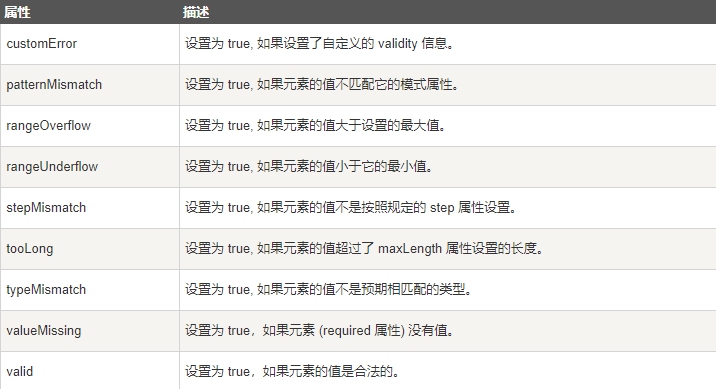 属性 描述
customError 设置为 true, 如果设置了自定义的 validity 信息。
patternMismatch 设置为 true, 如果元素的值不匹配它的模式属性。
rangeOverflow 设置为 true, 如果元素的值大于设置的最大值。
rangeUnderflow 设置为 true, 如果元素的值小于它的最小值。
stepMismatch 设置为 true, 如果元素的值不是按照规定的 step 属性设置。
tooLong 设置为 true, 如果元素的值超过了 maxLength 属性设置的长度。
typeMismatch 设置为 true, 如果元素的值不是预期相匹配的类型。
valueMissing 设置为 true，如果元素 (required 属性) 没有值。
valid 设置为 true，如果元素的值是合法的。